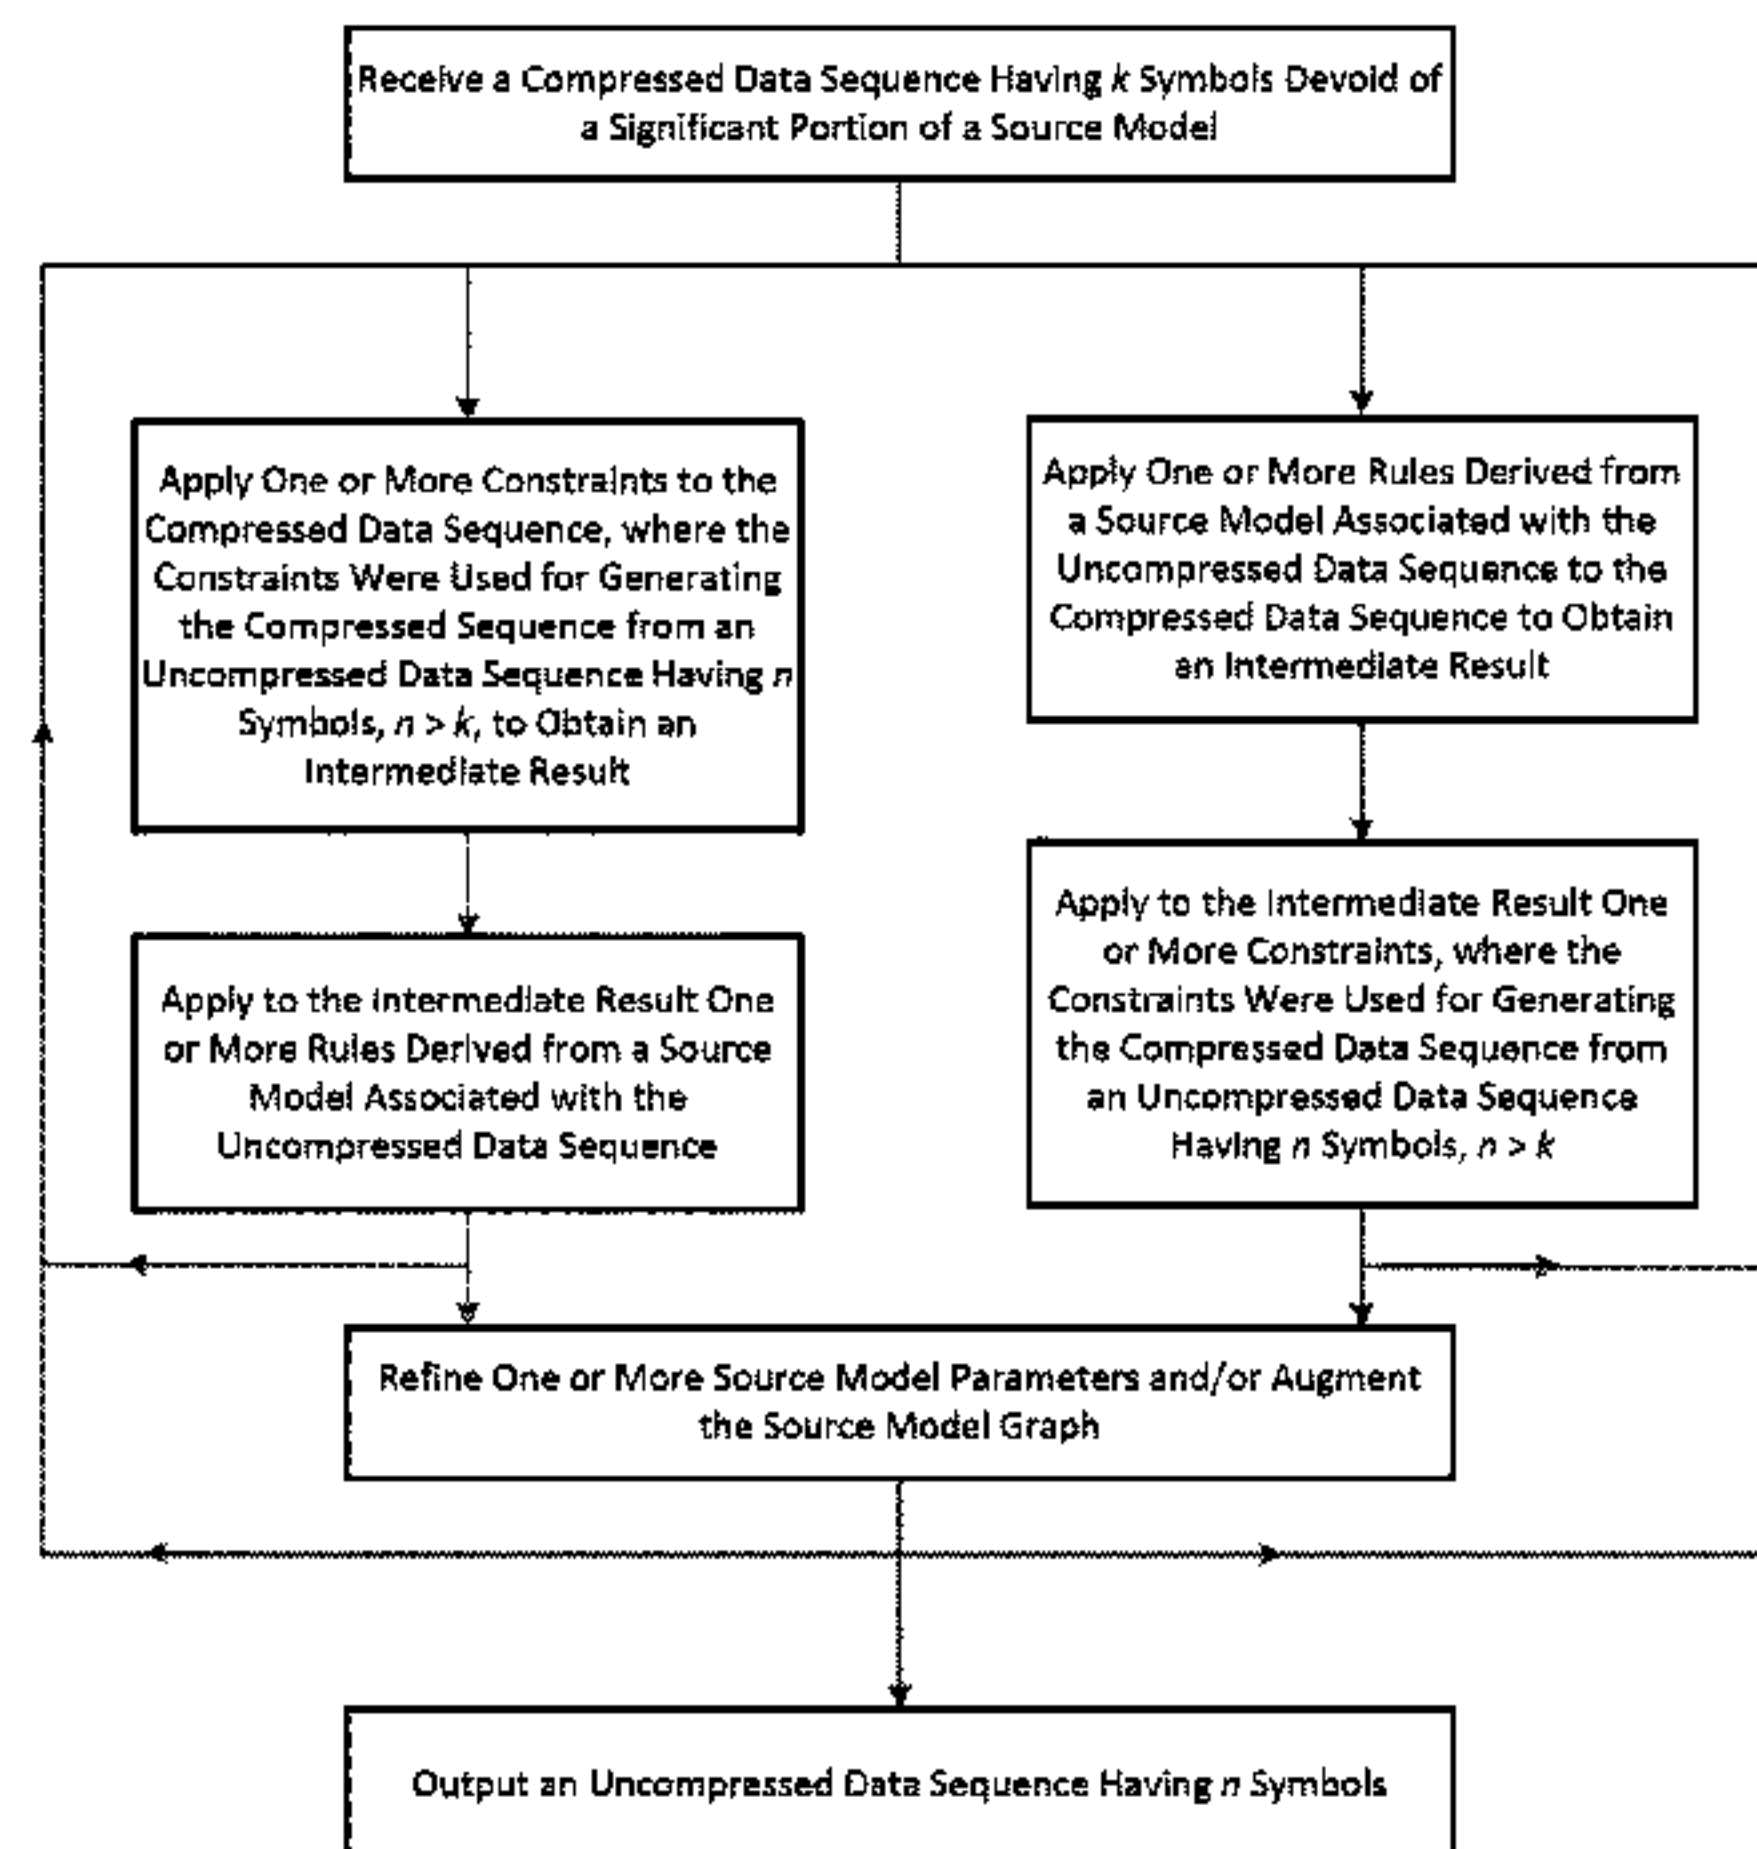 Receive a Compressed Data Sequence Having k Symbols Devoid of
a Significant Portion of a Source Model
Apply One or More Constraints to the
Compressed Data Sequence, where the
Constraints Were Used for Generating
the Compressed Sequence from an
Uncompressed Data Sequence Having n
Symbols, n > k, to Obtain an
Intermediate Result
Apply to the Intermediate Result One
or More Rules Derived from a Source
Model Associated with the
Uncompressed Data Sequence
Apply One or More Rules Derived from
a Source Model Associated with the
Uncompressed Data Sequence to the
Compressed Data Sequence to Obtain
an Intermediate Result
Apply to the Intermediate Result One
or More Constraints, where the
Constraints Were Used for Generating
the Compressed Data Sequence from
an Uncompressed Data Sequence
Having n Symbols, n > k
Refine One or More Source Model Parameters and/or Augment
the Source Model Graph
Output an Uncompressed Data Sequence Having n Symbols